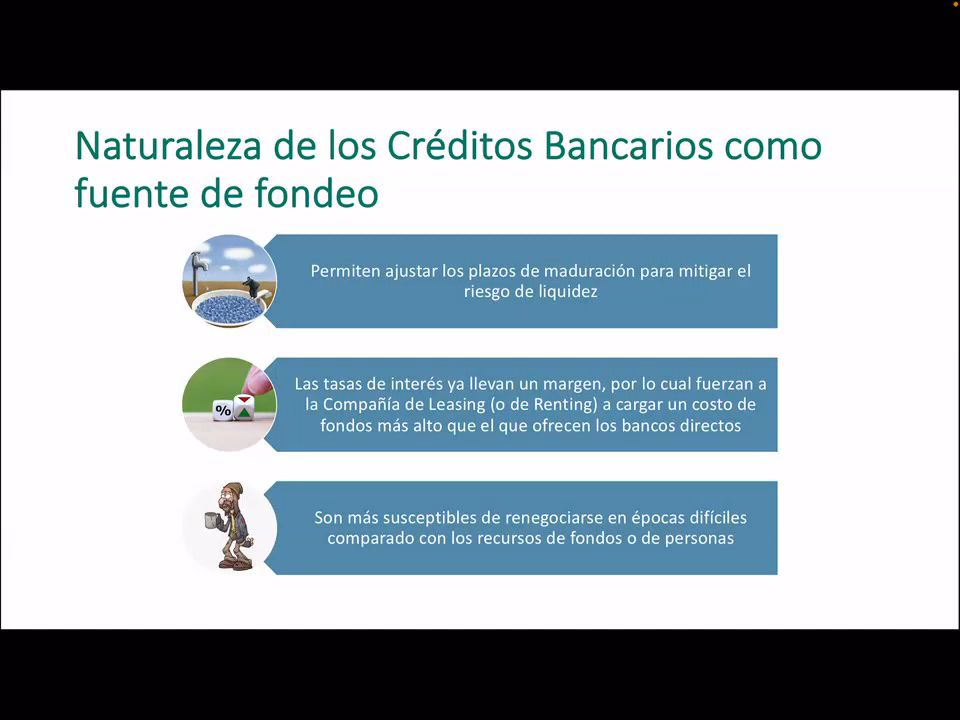 Naturaleza de los Créditos Bancarios como
fuente de fondeo
Permiten ajustar los plazos de maduración para mitigar el
riesgo de liquidez
%
Las tasas de interés ya llevan un margen, por lo cual fuerzan a
la Compañía de Leasing (o de Renting) a cargar un costo de
fondos más alto que el que ofrecen los bancos directos
Son más susceptibles de renegociarse en épocas difíciles
comparado con los recursos de fondos o de personas